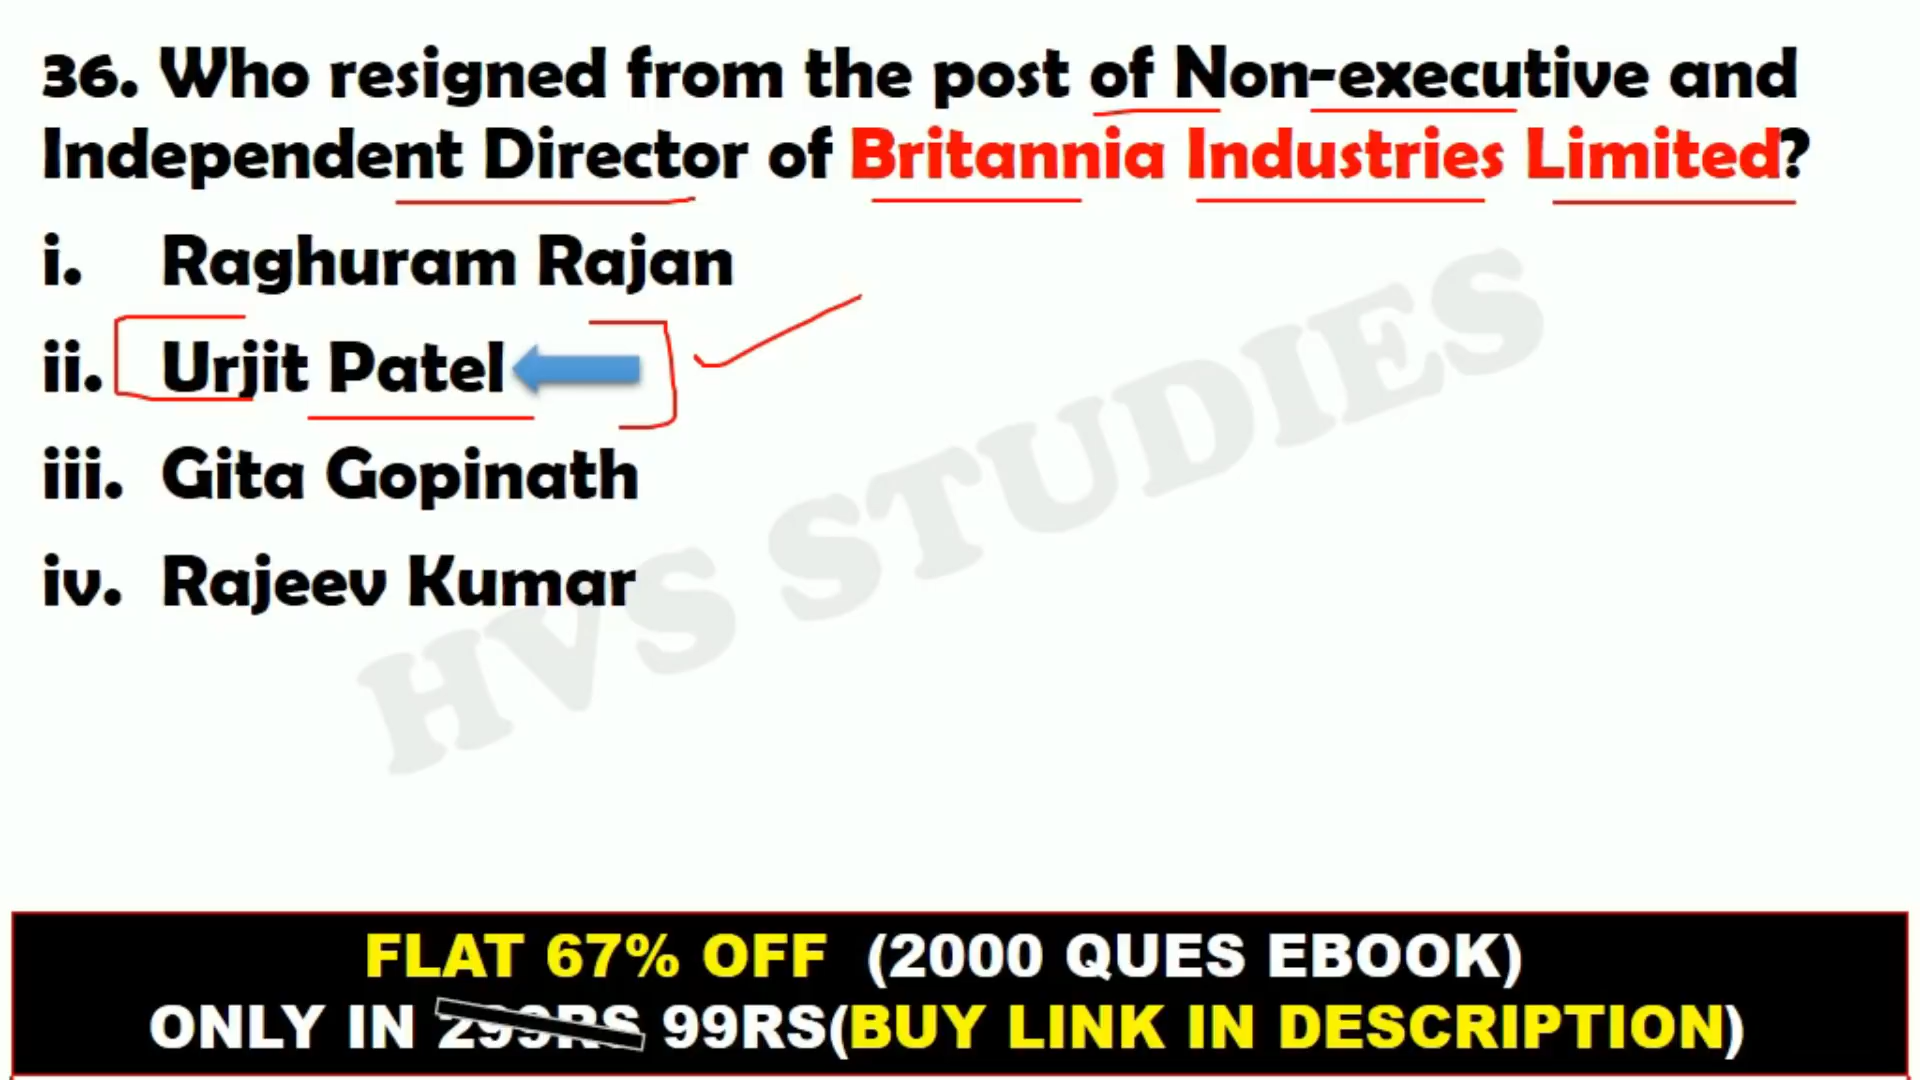 36. Who resigned from the post of Non-executive and
Independent Director of Britannia Industries Limited?
i. Raghuram Rajan
ii. Urjit Patel
iii. Gita Gopinath
iv. Rajeev Kumar
HVS STUDIES
FLAT 67% OFF (2000 QUES EBOOK)
ONLY IN 299RS 99RS(BUY LINK IN DESCRIPTION)